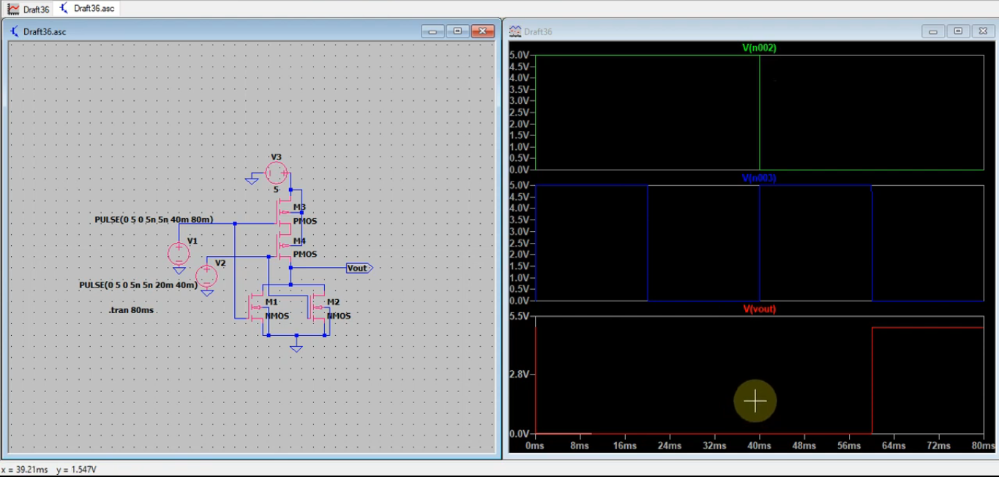 Draft36
Draft36.asc
Draft36.asc
V3
5
M3
PULSE(0 5 0 5n 5n 40m 80m)
PMOS
V1
M4
PMOS
V2
Vout
PULSE(0 5 0 5n 5n 20m 40m)
M1
M2
.tran 80ms
NMOS
NMOS
Draft36
V(n002)
5.0V
4.5V
4.0V
3.5V
3.0V
2.5V
2.0V
1.5V
1.0V
0.5V
0.0V
V(n003)
5.0V
4.5V
4.0V
3.5V
3.0V
2.5V
2.0V
1.5V
1.0V
0.5V
0.0V
V(vout)
5.5V
2.8V
0.0V
0ms 8ms 16ms 24ms 32ms 40ms 48ms 56ms 64ms 72ms 80ms
x = 39.21ms y = 1.547V